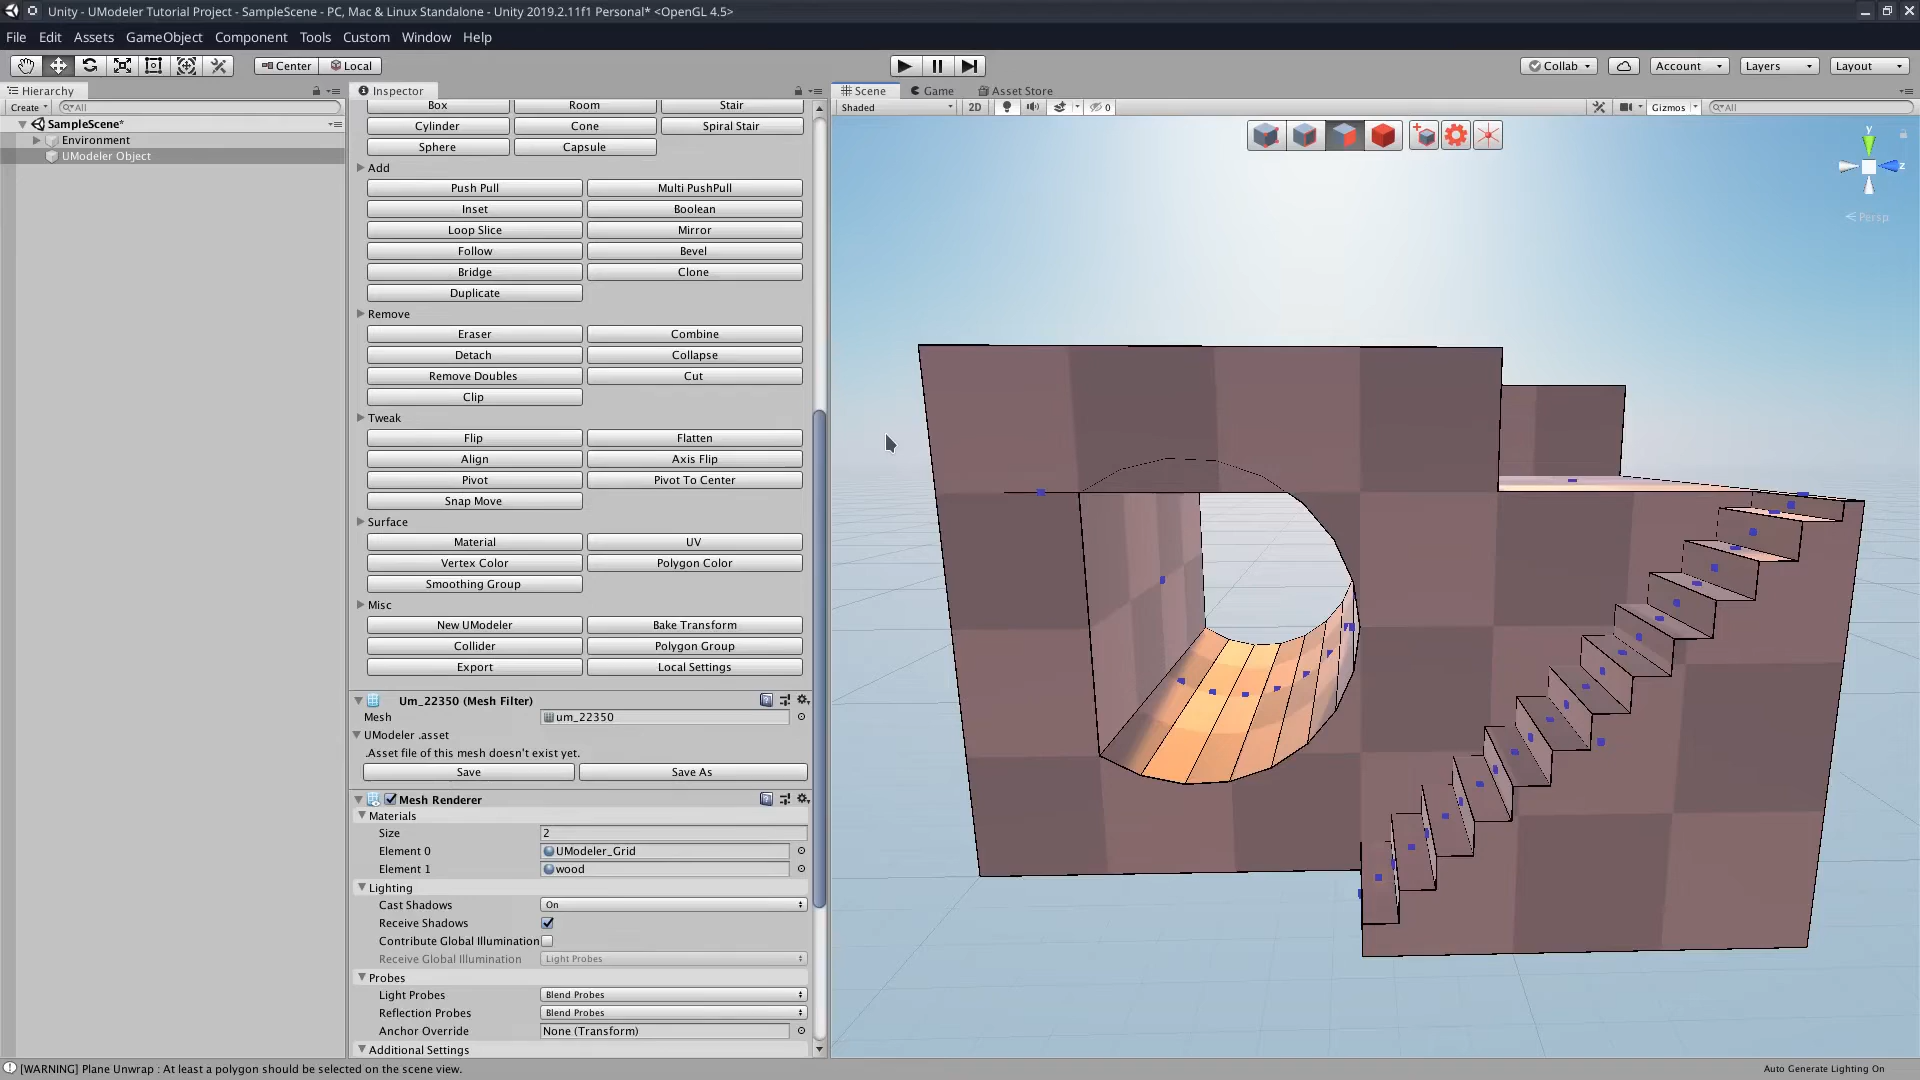 Unity - UModeler Tutorial Project - SampleScene - PC, Mac & Linux Standalone - Unity 2019.2.11f1 Personal* <OpenGL 4.5>
File Edit Assets GameObject Component Tools Custom Window Help
Center Local Collab Account Layers Layout
Hierarchy Inspector Scene Game Asset Store
Create All Shaded 2D 0 Gizmos All
SampleScene*
Environment
UModeler Object
Box Room Stair
Cylinder Cone Spiral Stair
Sphere Capsule
Add
Push Pull Multi PushPull
Inset Boolean
Loop Slice Mirror
Follow Bevel
Bridge Clone
Duplicate
Remove
Eraser Combine
Detach Collapse
Remove Doubles Cut
Clip
Tweak
Flip Flatten
Align Axis Flip
Pivot Pivot To Center
Snap Move
Surface
Material UV
Vertex Color Polygon Color
Smoothing Group
Misc
New UModeler Bake Transform
Collider Polygon Group
Export Local Settings
Um_22350 (Mesh Filter)
Mesh um_22350
UModeler .asset
.Asset file of this mesh doesn't exist yet.
Save Save As
Mesh Renderer
Materials
Size 2
Element 0 UModeler_Grid
Element 1 wood
Lighting
Cast Shadows On
Receive Shadows
Contribute Global Illumination
Receive Global Illumination Light Probes
Probes
Light Probes Blend Probes
Reflection Probes Blend Probes
Anchor Override None (Transform)
Additional Settings
y
z
Persp
[WARNING] Plane Unwrap : At least a polygon should be selected on the scene view.
Auto Generate Lighting On